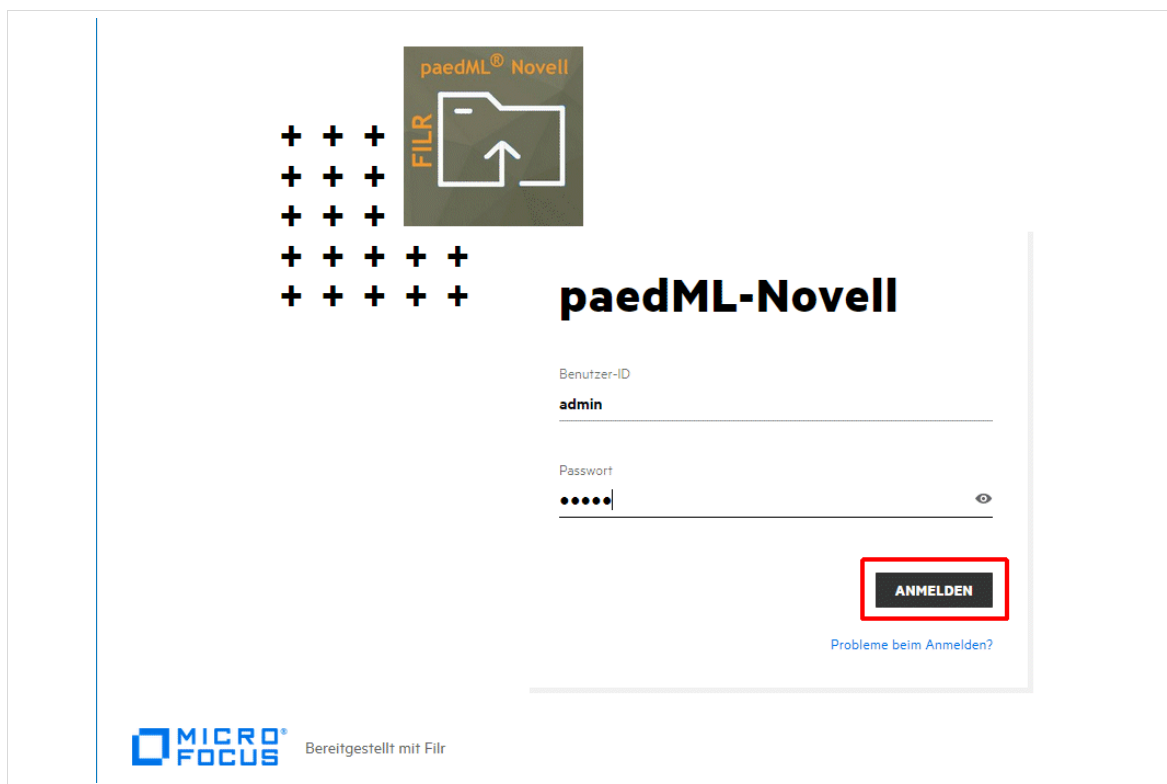 paedML® Novell
FILR
paedML-Novell
Benutzer-ID
admin
Passwort
•••••
ANMELDEN
Probleme beim Anmelden?
MICRO®
FOCUS
Bereitgestellt mit Filr